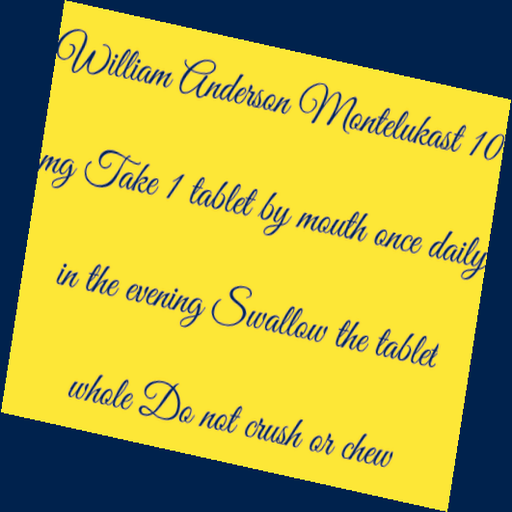 William Anderson Montelukast 10
mg Take 1 tablet by mouth once daily
in the evening Swallow the tablet
whole Do not crush or chew